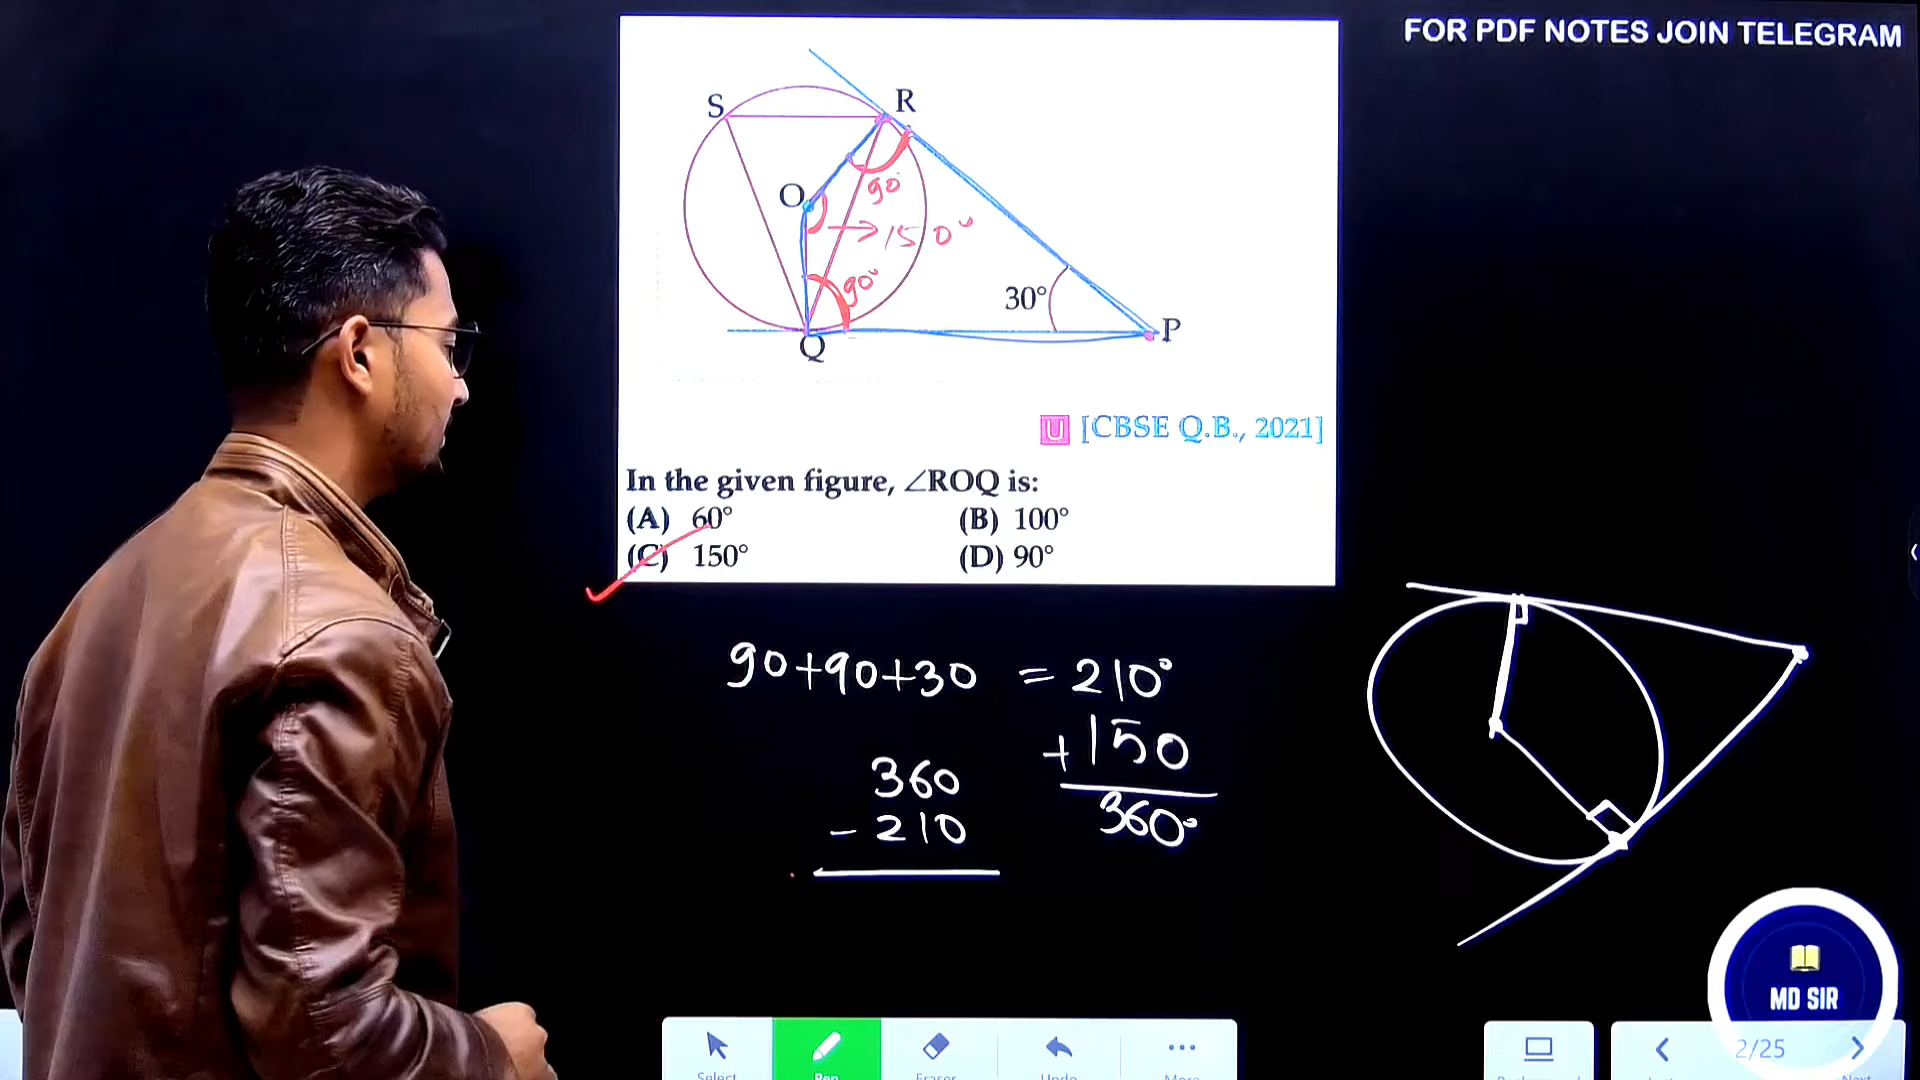 FOR PDF NOTES JOIN TELEGRAM
S
R
O
90°
150°
90°
30°
P
Q
U [CBSE Q.B., 2021]
In the given figure, ∠ROQ is:
(A) 60° (B) 100°
(C) 150° (D) 90°
90+90+30 = 210°
+150
360°
360
- 210
MD SIR
2/25
Select Pen Eraser Undo More
Next